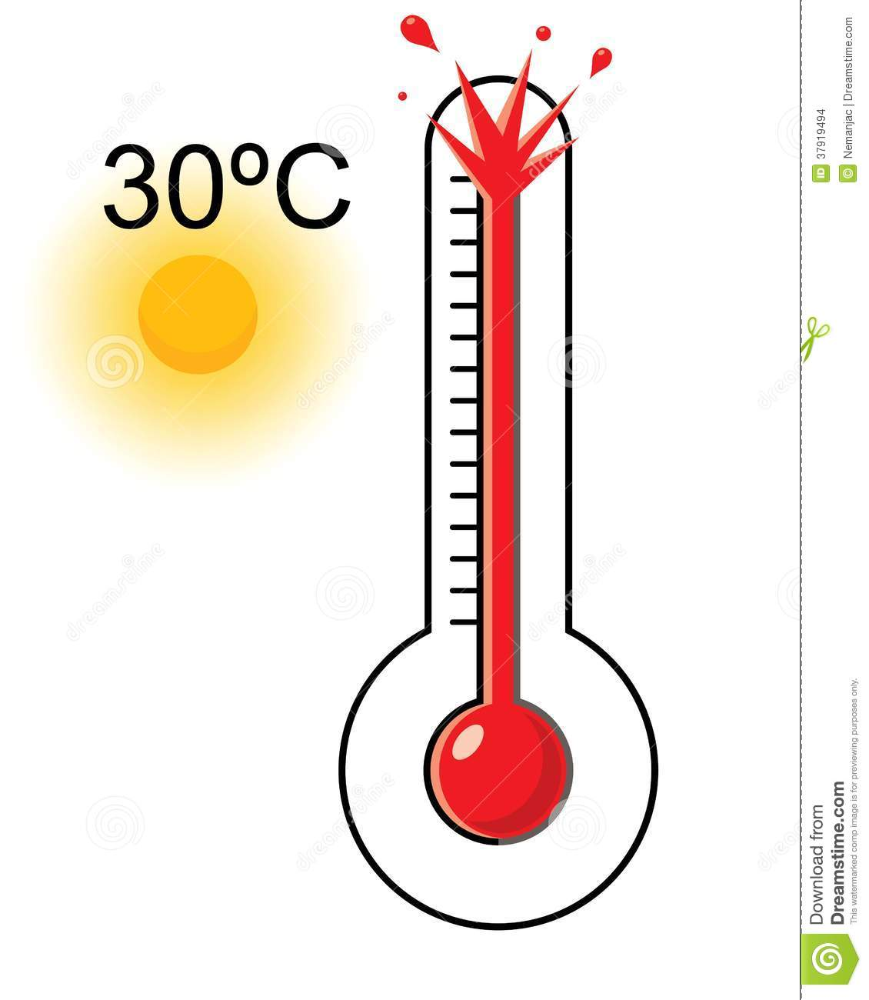 30ºC
dreamstime
ID 37919494
© Nemanjac | Dreamstime.com
Download from
Dreamstime.com
This watermarked comp image is for previewing purposes only.